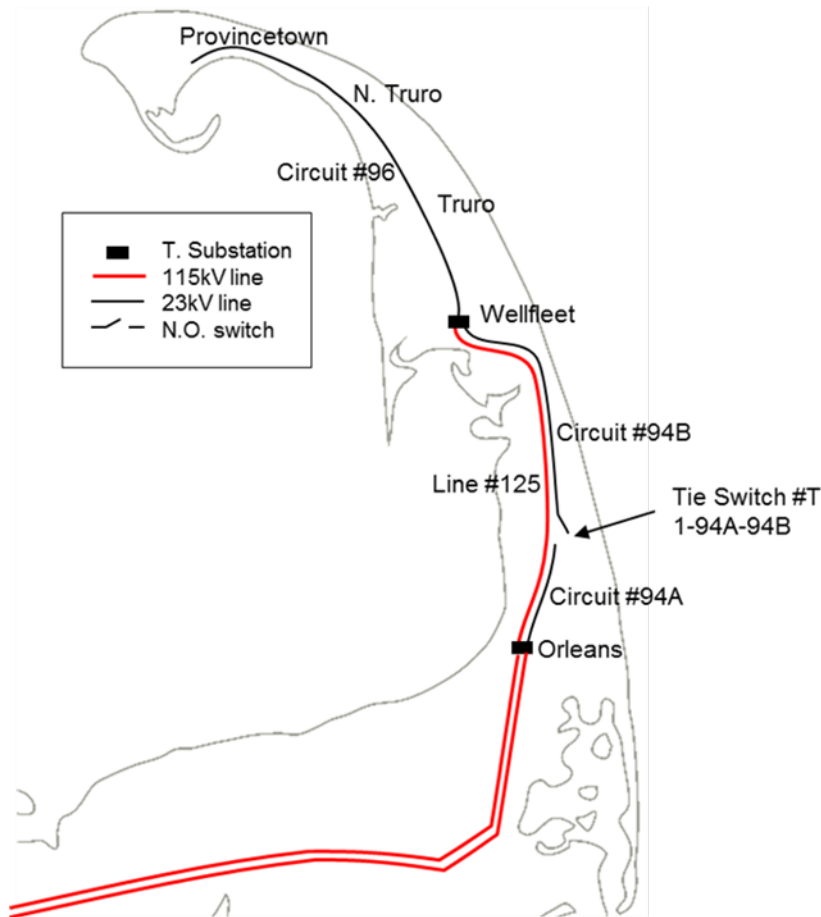 Provincetown
N. Truro
Circuit #96
Truro
T. Substation
115kV line
23kV line
N.O. switch
Wellfleet
Circuit #94B
Line #125
Tie Switch #T
1-94A-94B
Circuit #94A
Orleans